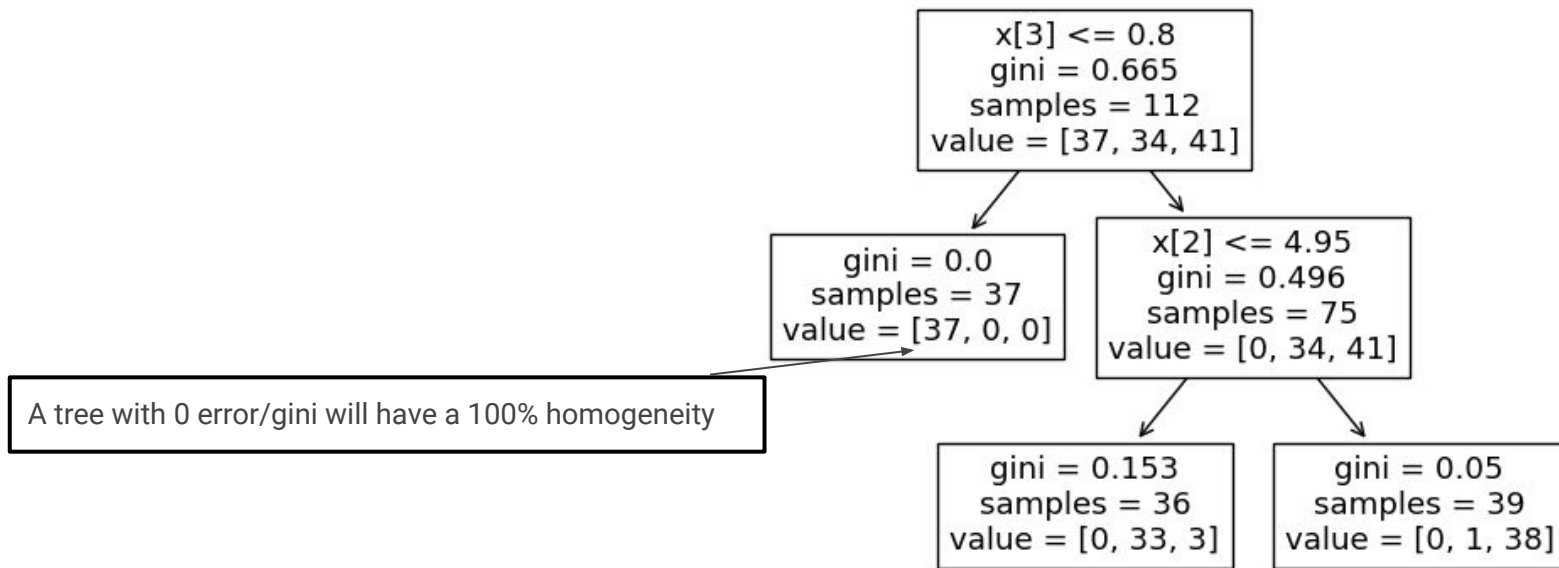 x[3] <= 0.8
gini = 0.665
samples = 112
value = [37, 34, 41]
gini = 0.0
samples = 37
value = [37, 0, 0]
x[2] <= 4.95
gini = 0.496
samples = 75
value = [0, 34, 41]
A tree with 0 error/gini will have a 100% homogeneity
gini = 0.153
samples = 36
value = [0, 33, 3]
gini = 0.05
samples = 39
value = [0, 1, 38]